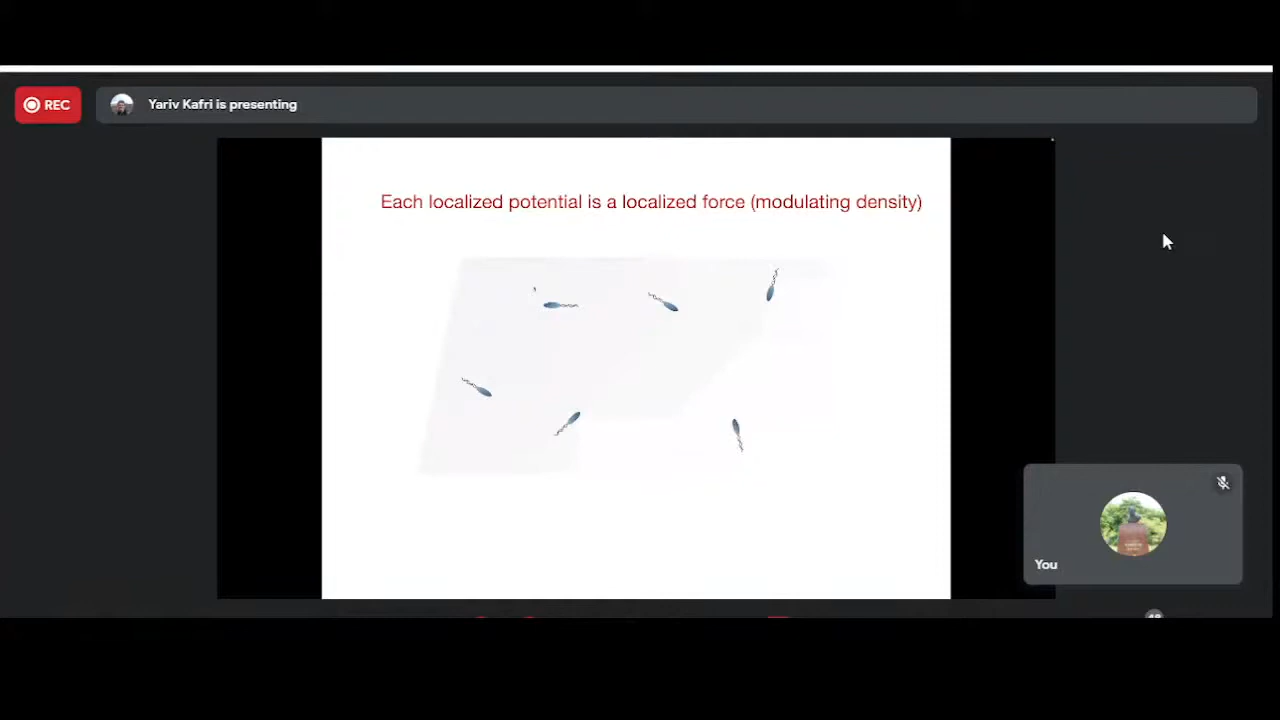 REC
Yariv Kafri is presenting
Each localized potential is a localized force (modulating density)
You